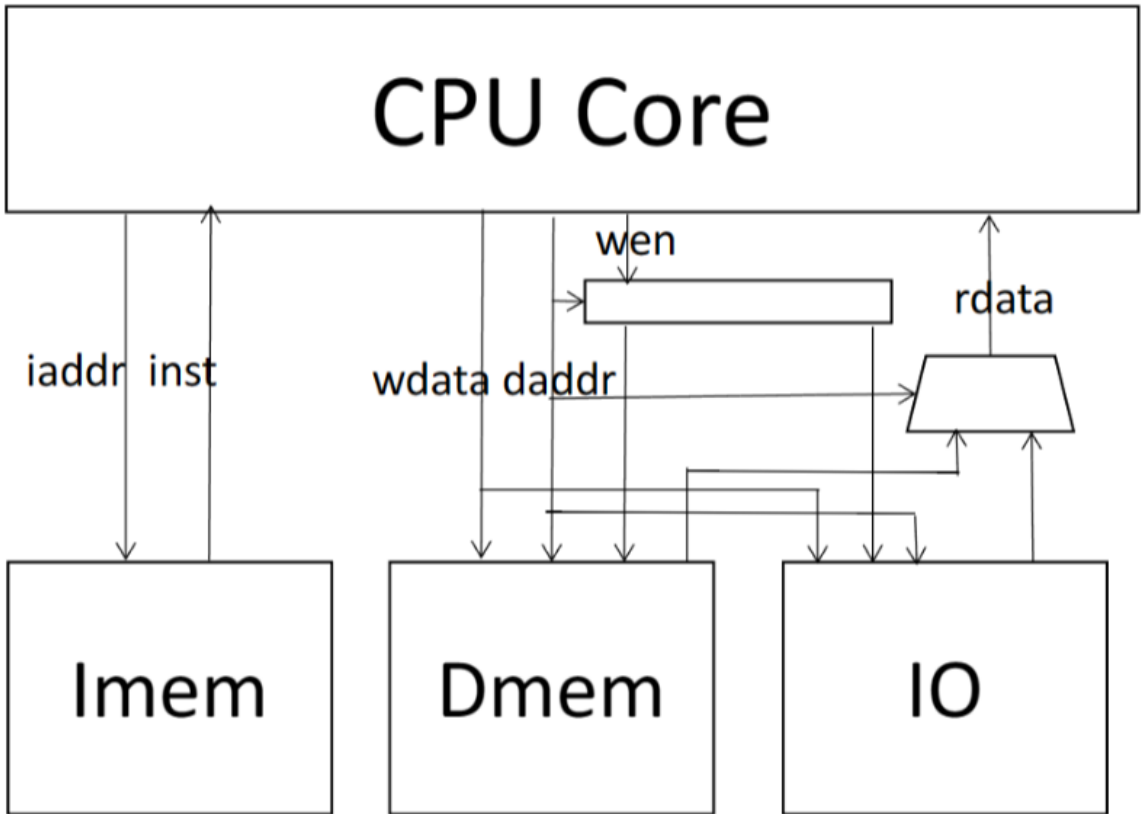 CPU Core
wen
rdata
iaddr inst
wdata daddr
Imem Dmem IO